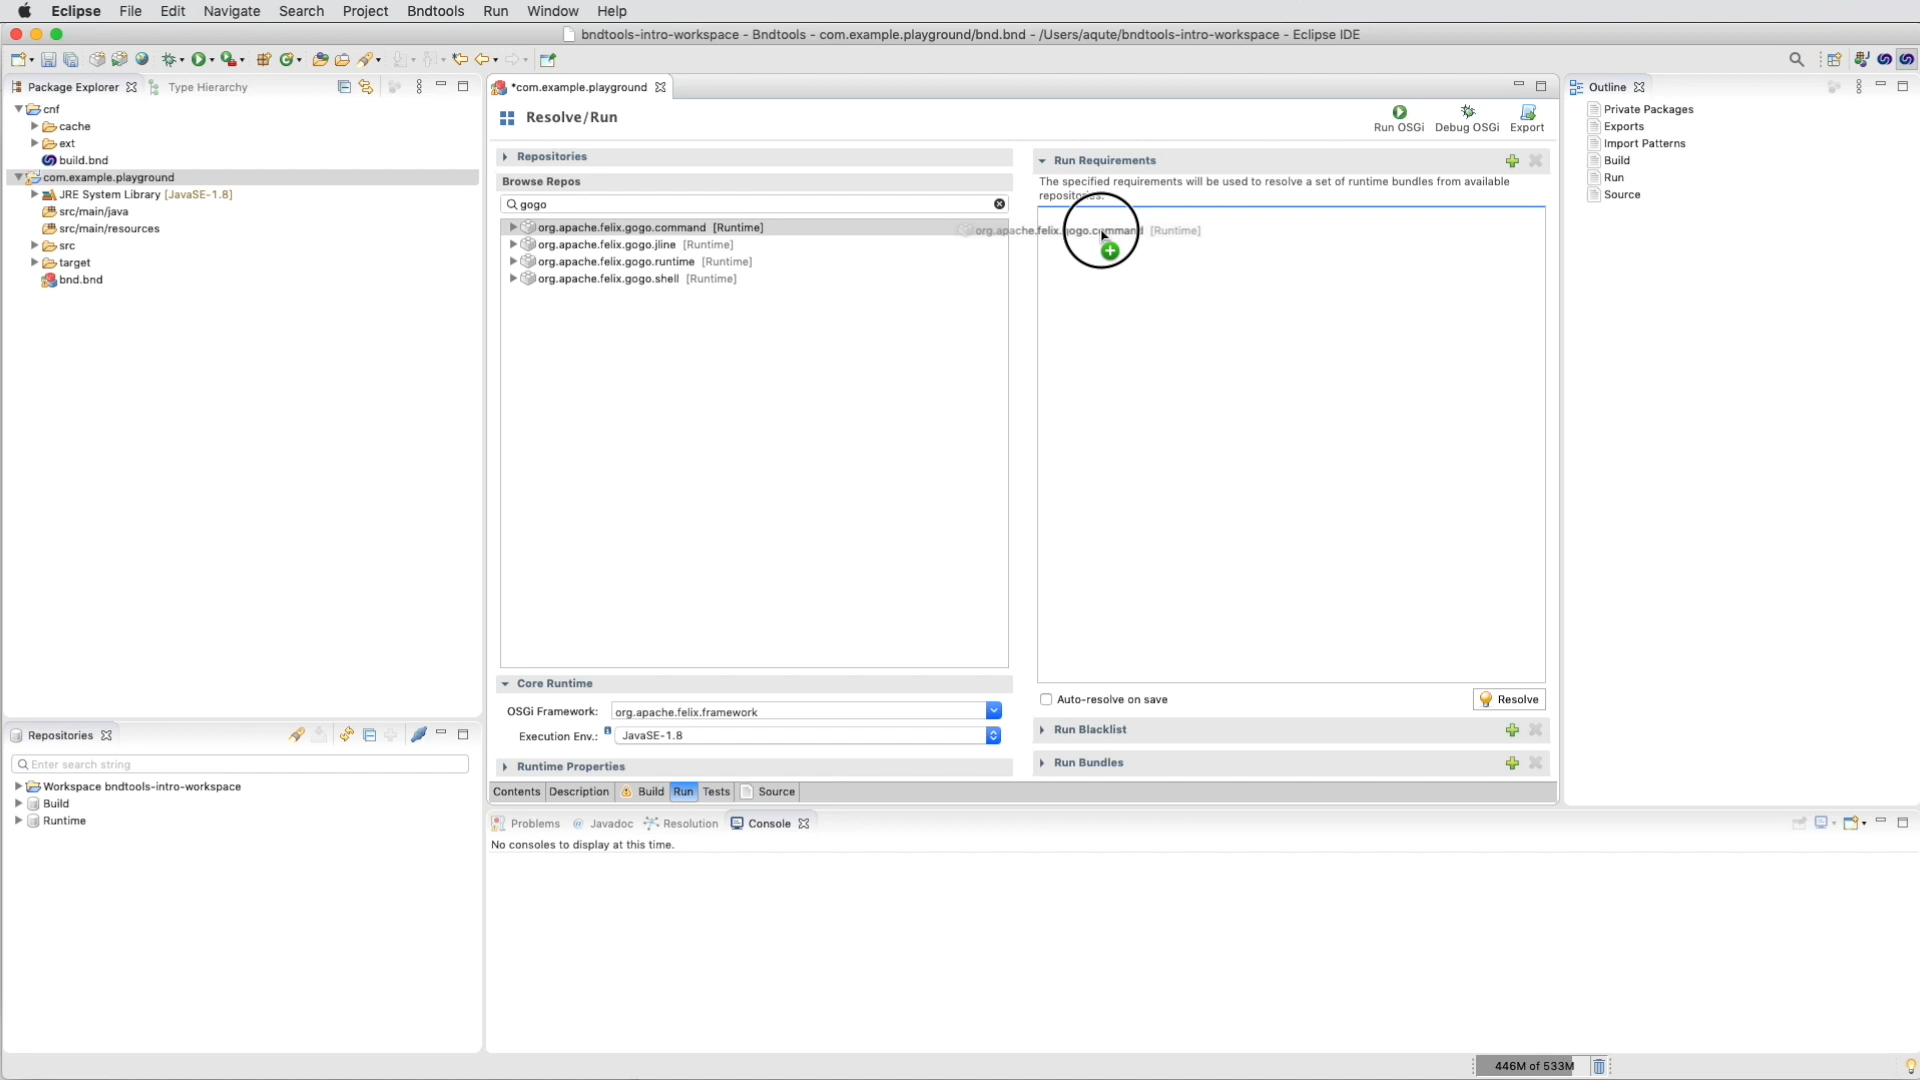 Eclipse File Edit Navigate Search Project Bndtools Run Window Help
bndtools-intro-workspace - Bndtools - com.example.playground/bnd.bnd - /Users/aqute/bndtools-intro-workspace - Eclipse IDE
Package Explorer Type Hierarchy
cnf
cache
ext
build.bnd
com.example.playground
JRE System Library [JavaSE-1.8]
src/main/java
src/main/resources
src
target
bnd.bnd
Repositories
Enter search string
Workspace bndtools-intro-workspace
Build
Runtime
*com.example.playground
Resolve/Run
Run OSGi Debug OSGi Export
Repositories
Browse Repos
gogo
org.apache.felix.gogo.command [Runtime]
org.apache.felix.gogo.jline [Runtime]
org.apache.felix.gogo.runtime [Runtime]
org.apache.felix.gogo.shell [Runtime]
Core Runtime
OSGi Framework: org.apache.felix.framework
Execution Env.: JavaSE-1.8
Runtime Properties
Run Requirements
The specified requirements will be used to resolve a set of runtime bundles from available
repositories.
org.apache.felix.gogo.command [Runtime]
Auto-resolve on save
Resolve
Run Blacklist
Run Bundles
Contents Description Build Run Tests Source
Problems Javadoc Resolution Console
No consoles to display at this time.
Outline
Private Packages
Exports
Import Patterns
Build
Run
Source
446M of 533M